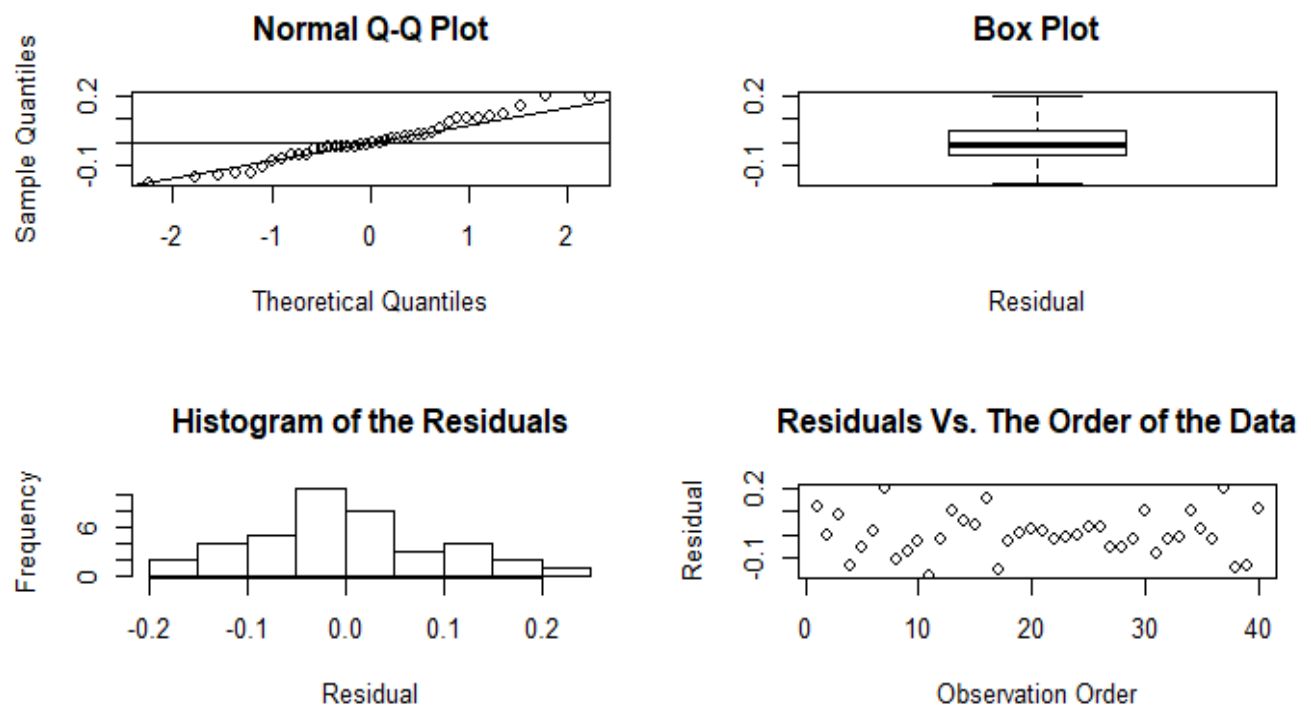 Normal Q-Q Plot
Sample Quantiles
0.2
-0.1
-2 -1 0 1 2
Theoretical Quantiles
Box Plot
0.2
-0.1
Residual
Histogram of the Residuals
Frequency
6
0
-0.2 -0.1 0.0 0.1 0.2
Residual
Residuals Vs. The Order of the Data
Residual
0.2
-0.1
0 10 20 30 40
Observation Order